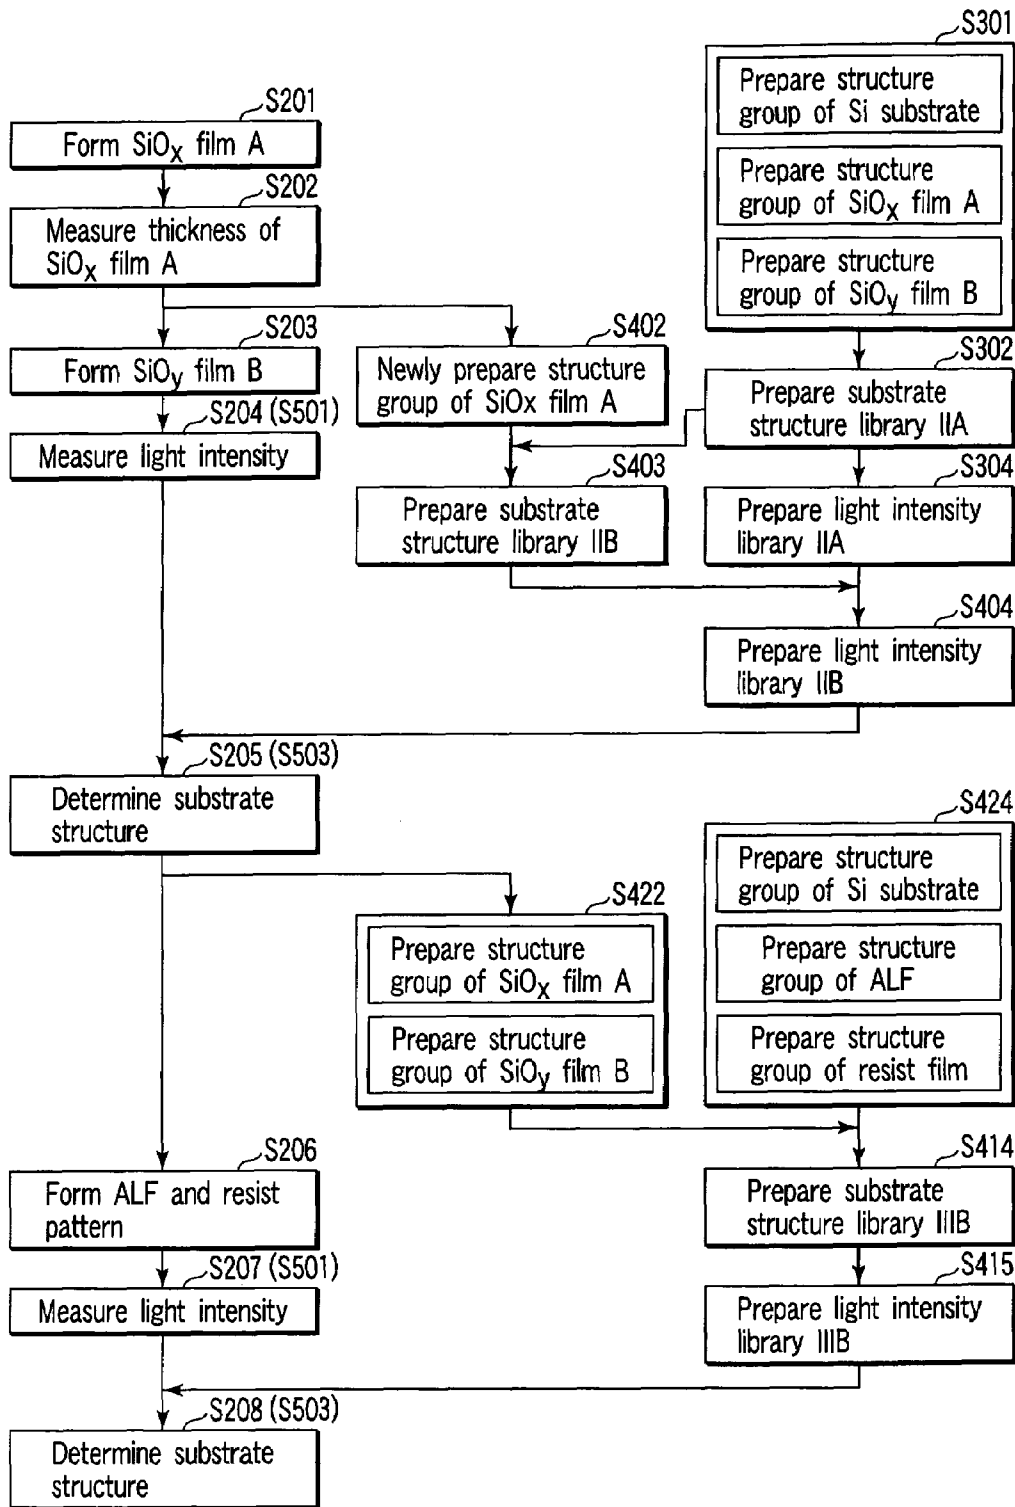 S301
Prepare structure
group of Si substrate
Prepare structure
group of SiOx film A
Prepare structure
group of SiOy film B
S201
Form SiOx film A
S202
Measure thickness of
SiOx film A
S203
Form SiOy film B
S402
Newly prepare structure
group of SiOx film A
S302
Prepare substrate
structure library IIA
S204 (S501)
Measure light intensity
S403
Prepare substrate
structure library IIB
S304
Prepare light intensity
library IIA
S404
Prepare light intensity
library IIB
S205 (S503)
Determine substrate
structure
S424
Prepare structure
group of Si substrate
Prepare structure
group of ALF
Prepare structure
group of resist film
S422
Prepare structure
group of SiOx film A
Prepare structure
group of SiOy film B
S206
Form ALF and resist
pattern
S414
Prepare substrate
structure library IIIB
S207 (S501)
Measure light intensity
S415
Prepare light intensity
library IIIB
S208 (S503)
Determine substrate
structure